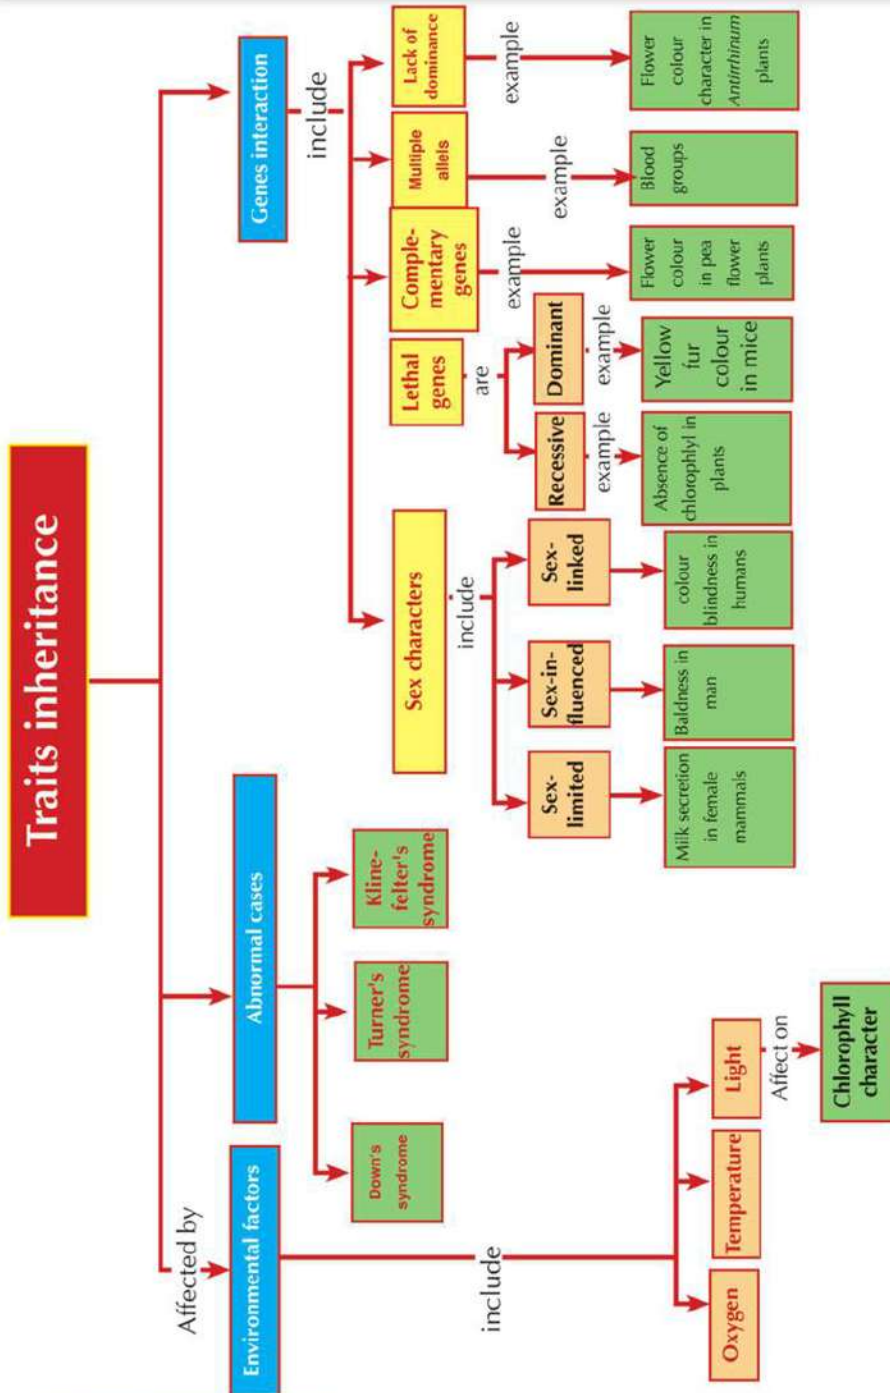 Traits inheritance
Affected by
Environmental factors
Abnormal cases
Genes interaction
include
Down's
syndrome
Turner's
syndrome
Kline-
felter's
syndrome
Sex characters
Lethal
genes
Comple-
mentary
genes
Multiple
allels
Lack of
dominance
include
are
example
example
example
Sex-
limited
Sex-in-
fluenced
Sex-
linked
Recessive
Dominant
example
example
Milk secretion
in female
mammals
Baldness in
man
colour
blindness in
humans
Absence of
chlorophlyl in
plants
Yellow
fur
colour
in mice
Flower
colour
in pea
flower
plants
Blood
groups
Flower
colour
character in
Antirrhinum
plants
include
Oxygen
Temperature
Light
Affect on
Chlorophyll
character